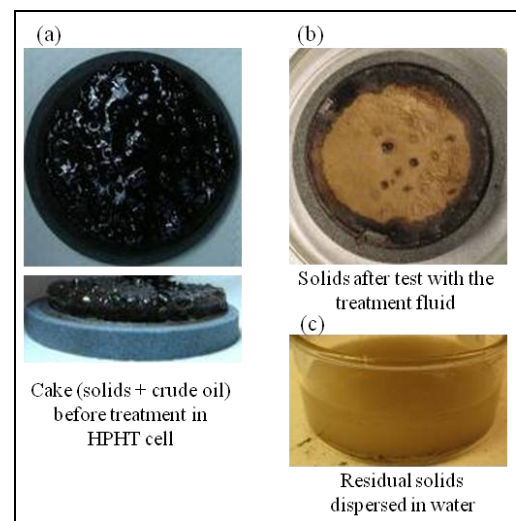 (a)
Cake (solids + crude oil)
before treatment in
HPHT cell
(b)
Solids after test with the
treatment fluid
(c)
Residual solids
dispersed in water